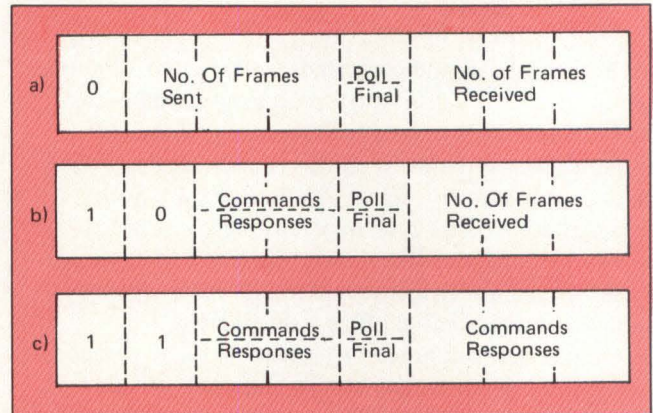 a) 0 No. Of Frames Sent Poll Final No. of Frames Received
b) 1 0 Commands Responses Poll Final No. Of Frames Received
c) 1 1 Commands Responses Poll Final Commands Responses